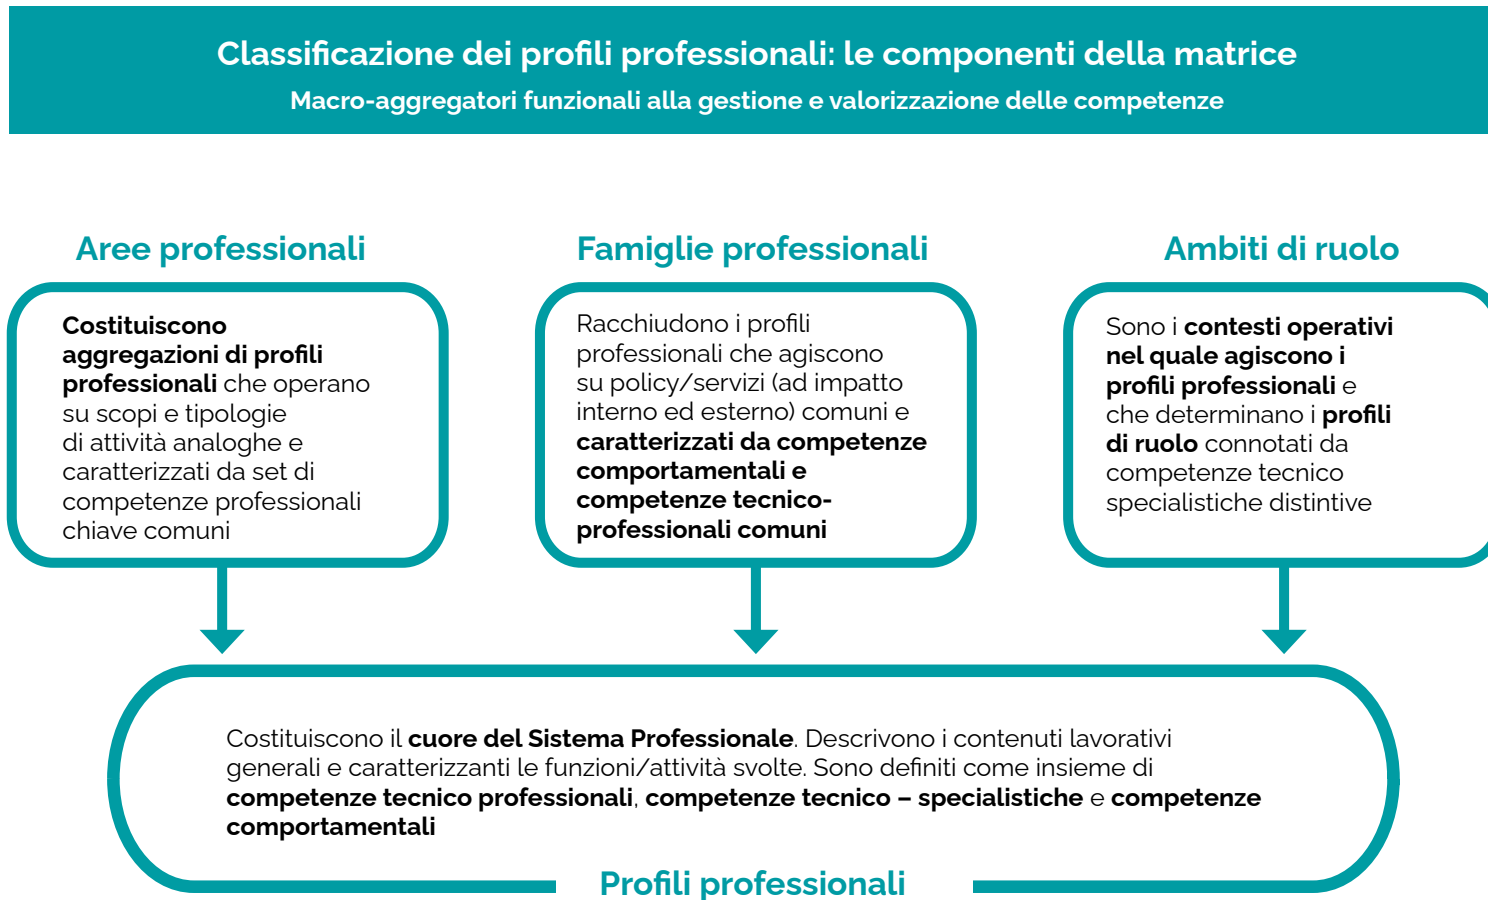 Classificazione dei profili professionali: le componenti della matrice
Macro-aggregatori funzionali alla gestione e valorizzazione delle competenze
Aree professionali
Costituiscono
aggregazioni di profili
professionali che operano
su scopi e tipologie
di attività analoghe e
caratterizzati da set di
competenze professionali
chiave comuni
Famiglie professionali
Racchiudono i profili
professionali che agiscono
su policy/servizi (ad impatto
interno ed esterno) comuni e
caratterizzati da competenze
comportamentali e
competenze tecnico-
professionali comuni
Ambiti di ruolo
Sono i contesti operativi
nel quale agiscono i
profili professionali e
che determinano i profili
di ruolo connotati da
competenze tecnico
specialistiche distintive
Costituiscono il cuore del Sistema Professionale. Descrivono i contenuti lavorativi
generali e caratterizzanti le funzioni/attività svolte. Sono definiti come insieme di
competenze tecnico professionali, competenze tecnico – specialistiche e competenze
comportamentali
Profili professionali